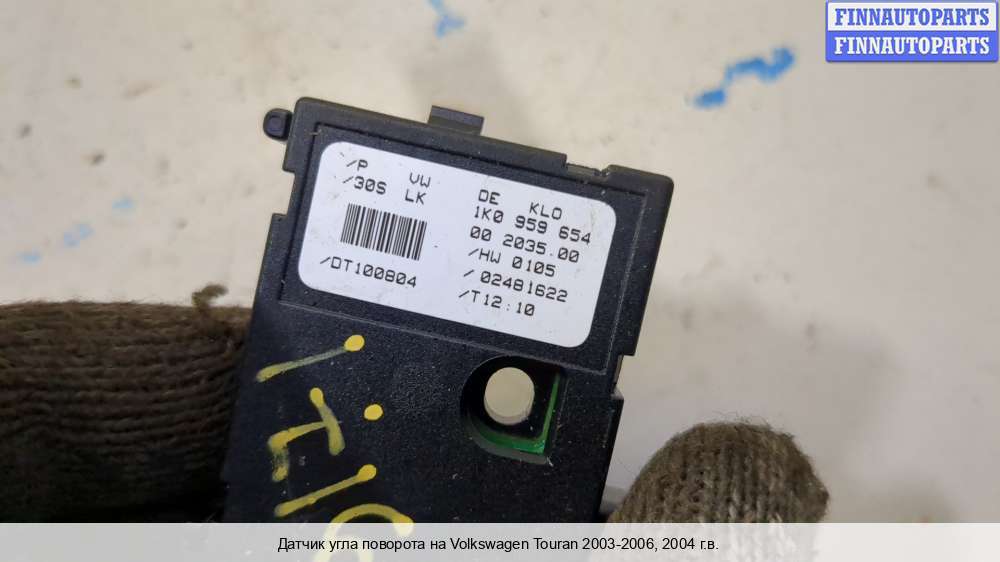 FINNAUTOPARTS
FINNAUTOPARTS
/P VW DE KLO
/30S LK 1K0 959 654
00 2035.00
/HW 0105
/DT100804 /02481622
/T12:10
Датчик угла поворота на Volkswagen Touran 2003-2006, 2004 г.в.